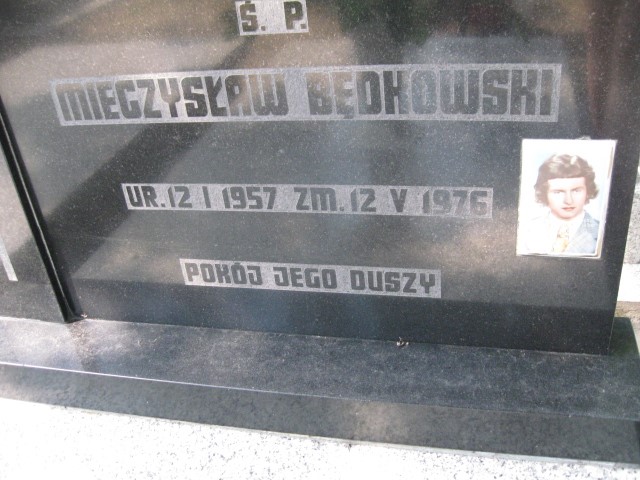 Ś. P.
MIECZYSŁAW BĘDKOWSKI
UR. 12 I 1957 ZM. 12 V 1976
POKÓJ JEGO DUSZY